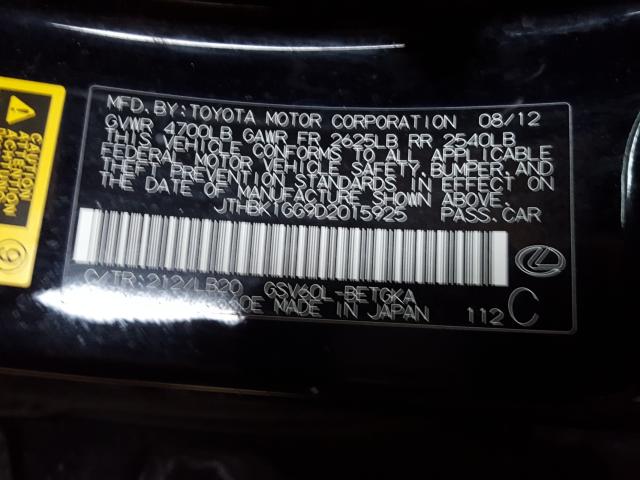 MFD. BY: TOYOTA MOTOR CORPORATION 08/12
GVWR 4700LB GAWR FR 2625LB RR 2540LB
THIS VEHICLE CONFORMS TO ALL APPLICABLE
FEDERAL MOTOR VEHICLE SAFETY, BUMPER, AND
THEFT PREVENTION STANDARDS IN EFFECT ON
THE DATE OF MANUFACTURE SHOWN ABOVE.
JTHBK1GG9D2015925 PASS.CAR
C/TR: 212/LB20 GSV60L-BETGKA
MADE IN JAPAN 112 C
CAUTION